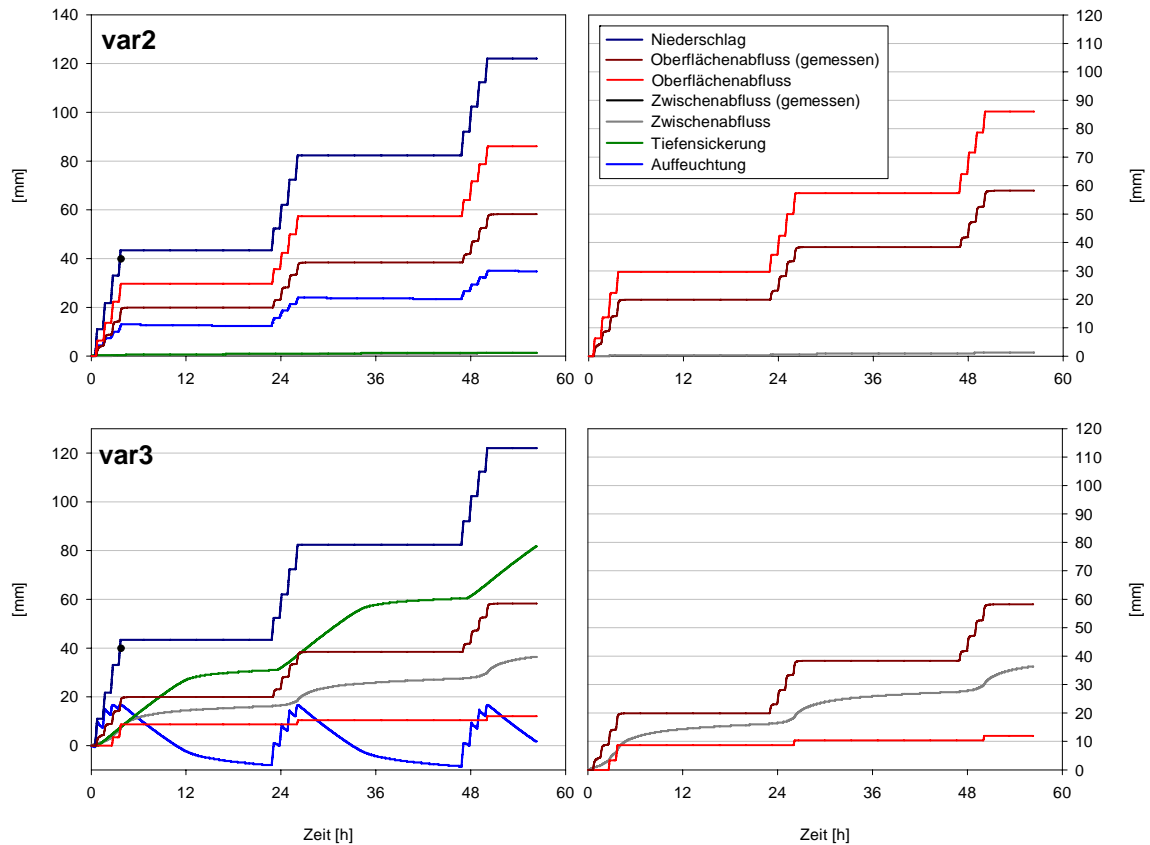 var2
140
120
100
80
60
40
20
0
[mm]
0 12 24 36 48 60
Niederschlag
Oberflächenabfluss (gemessen)
Oberflächenabfluss
Zwischenabfluss (gemessen)
Zwischenabfluss
Tiefensickerung
Auffeuchtung
120
110
100
90
80
70
60
50
40
30
20
10
0
[mm]
0 12 24 36 48 60
var3
120
100
80
60
40
20
0
[mm]
0 12 24 36 48 60
Zeit [h]
120
110
100
90
80
70
60
50
40
30
20
10
0
[mm]
0 12 24 36 48 60
Zeit [h]